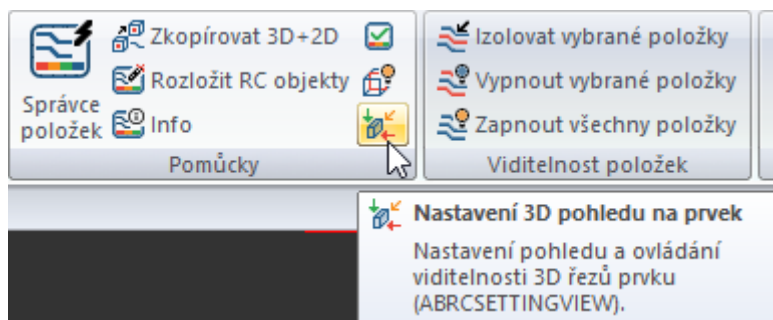 Správce
položek
Zkopírovat 3D+2D
Rozložit RC objekty
Info
Pomůcky
Izolovat vybrané položky
Vypnout vybrané položky
Zapnout všechny položky
Viditelnost položek
Nastavení 3D pohledu na prvek
Nastavení pohledu a ovládání
viditelnosti 3D řezů prvku
(ABRCSETTINGVIEW).